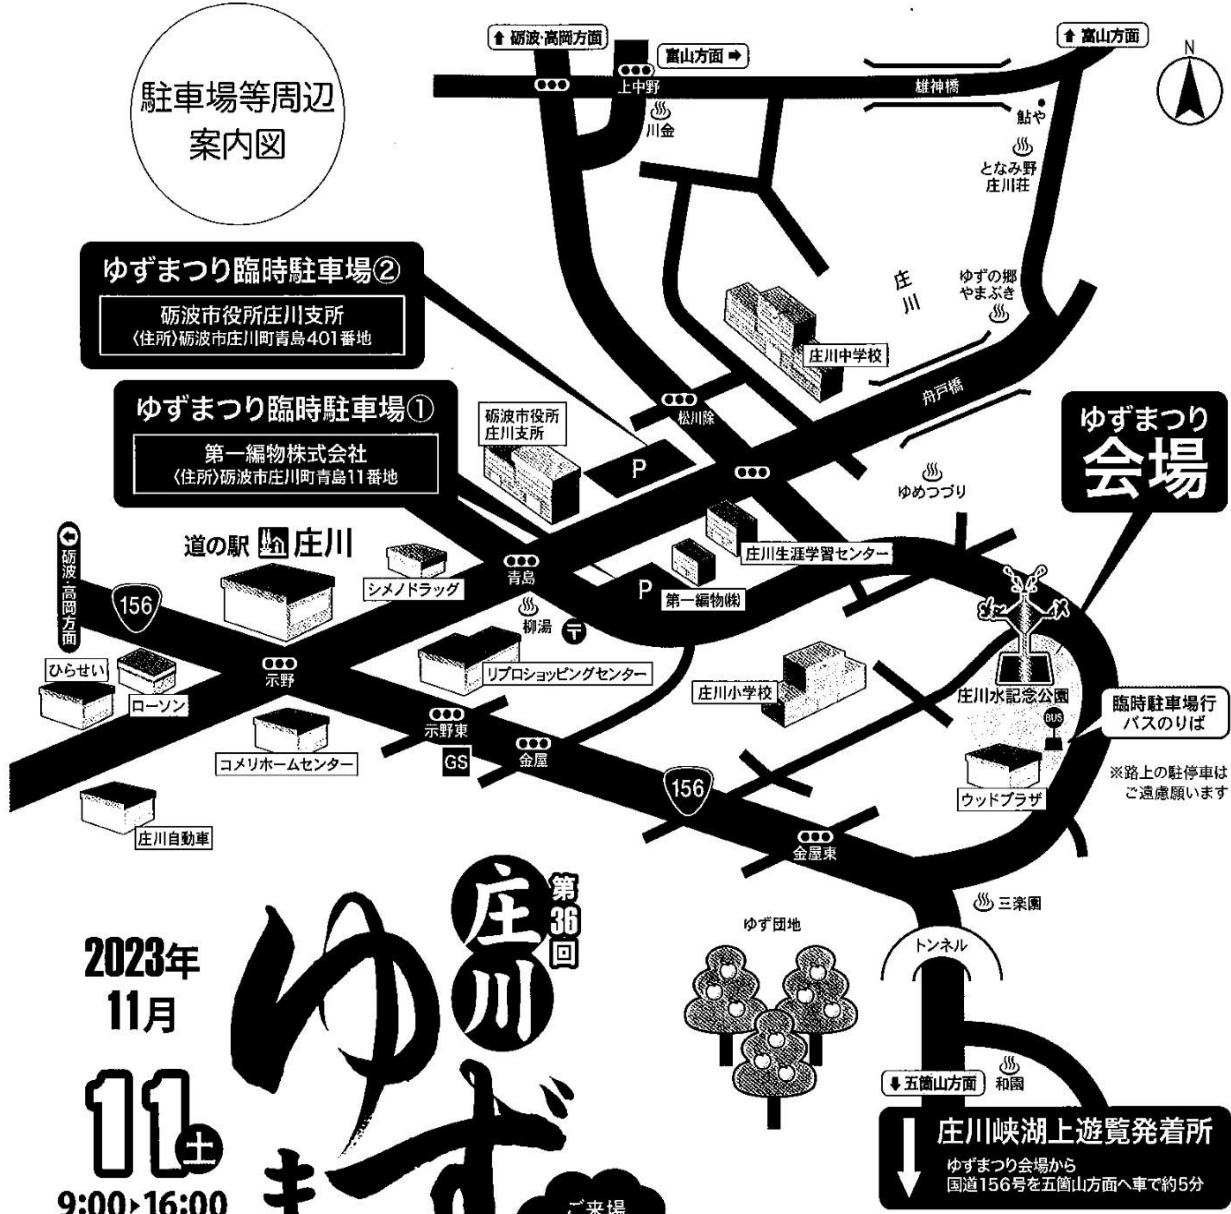 駐車場等周辺
案内図
⬆ 砺波・高岡方面
富山方面 ➡
⬆ 富山方面
N
上中野
川金
雄神橋
鮎や
となみ野
庄川荘
ゆずまつり臨時駐車場②
砺波市役所庄川支所
〈住所〉砺波市庄川町青島401番地
庄川
ゆずの郷
やまぶき
庄川中学校
舟戸橋
ゆずまつり臨時駐車場①
第一編物株式会社
〈住所〉砺波市庄川町青島11番地
砺波市役所
庄川支所
松川除
P
ゆずまつり
会場
ゆめつづり
⬅ 砺波・高岡方面
道の駅 庄川
156
シメノドラッグ
青島
柳湯
〒
P
第一編物㈱
庄川生涯学習センター
ひらせい
ローソン
示野
リブロショッピングセンター
庄川小学校
庄川水記念公園
BUS
臨時駐車場行
バスのりば
※路上の駐停車は
ご遠慮願います
コメリホームセンター
示野東
GS
金屋
156
ウッドプラザ
庄川自動車
金屋東
三楽園
トンネル
ゆず団地
⬇ 五箇山方面
和園
庄川峡湖上遊覧発着所
ゆずまつり会場から
国道156号を五箇山方面へ車で約5分
第36回
庄川
ゆず
ま
2023年
11月
11土
9:00▸16:00
ご来場